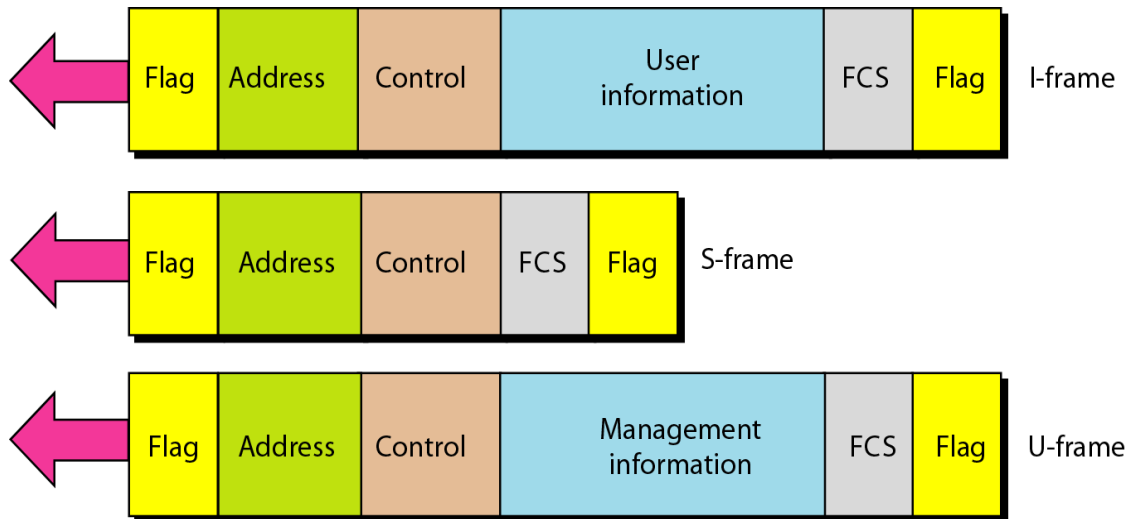 Flag Address Control User information FCS Flag I-frame
Flag Address Control FCS Flag S-frame
Flag Address Control Management information FCS Flag U-frame